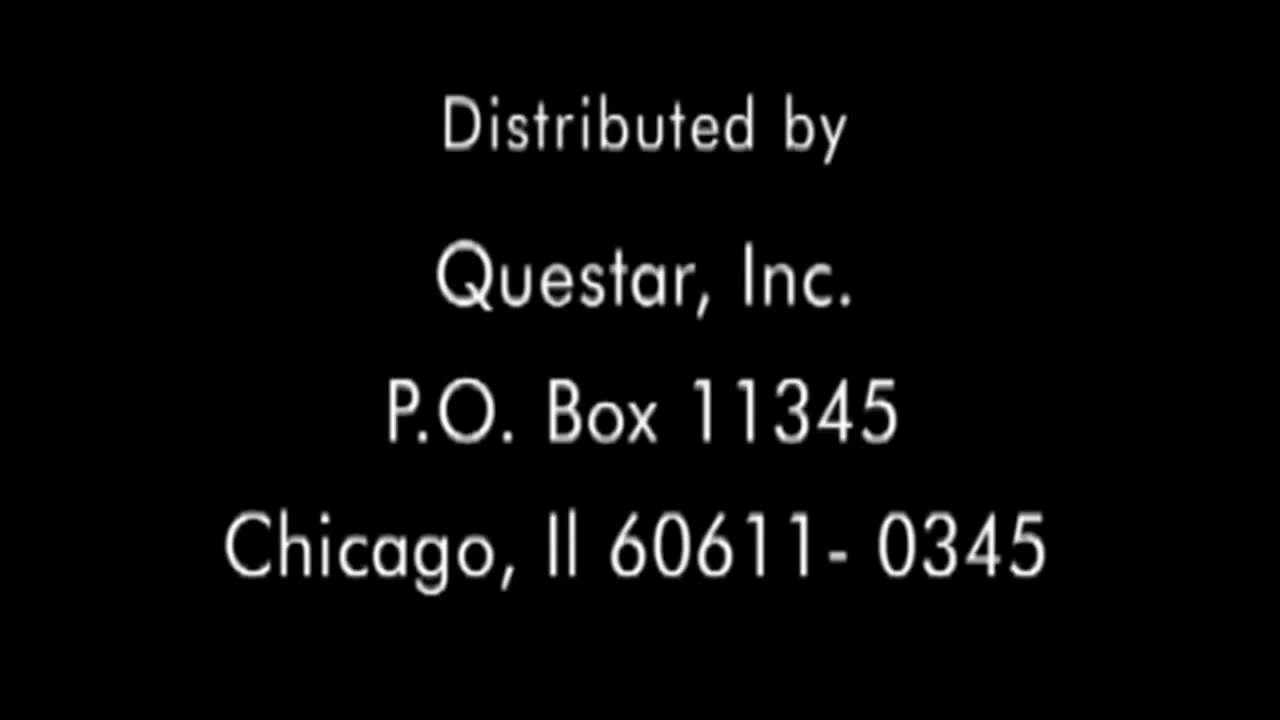 Distributed by
Questar, Inc.
P.O. Box 11345
Chicago, Il 60611- 0345